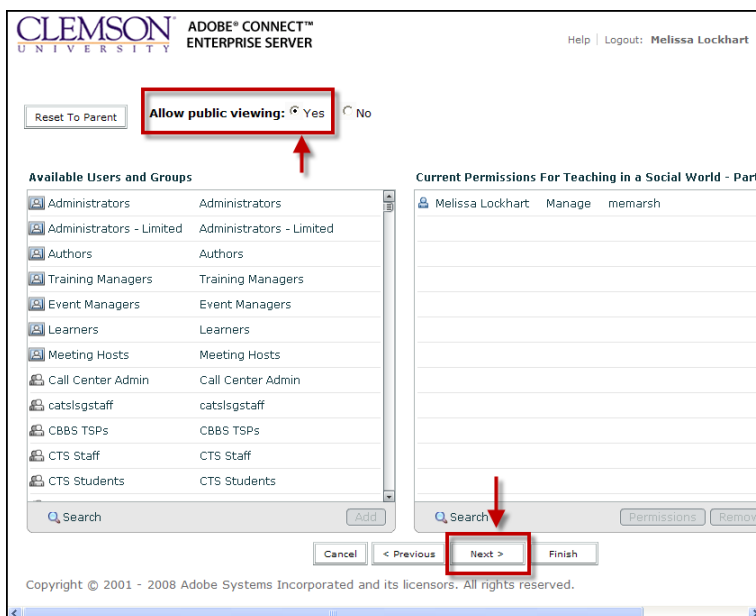 CLEMSON
UNIVERSITY
ADOBE® CONNECT™
ENTERPRISE SERVER
Help | Logout: Melissa Lockhart
Reset To Parent
Allow public viewing: Yes No
Available Users and Groups
Administrators Administrators
Administrators - Limited Administrators - Limited
Authors Authors
Training Managers Training Managers
Event Managers Event Managers
Learners Learners
Meeting Hosts Meeting Hosts
Call Center Admin Call Center Admin
catslsgstaff catslsgstaff
CBBS TSPs CBBS TSPs
CTS Staff CTS Staff
CTS Students CTS Students
Search Add
Current Permissions For Teaching in a Social World - Part
Melissa Lockhart Manage memarsh
Search Permissions Remov
Cancel < Previous Next > Finish
Copyright © 2001 - 2008 Adobe Systems Incorporated and its licensors. All rights reserved.